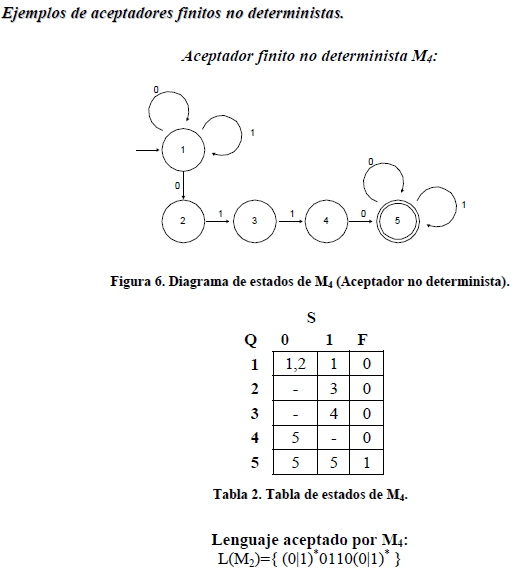 Ejemplos de aceptadores finitos no deterministas.
Aceptador finito no determinista M₄:
0
1
1
0
0
2
1
3
1
4
0
5
1
Figura 6. Diagrama de estados de M₄ (Aceptador no determinista).
S
Q 0 1 F
1 1,2 1 0
2 - 3 0
3 - 4 0
4 5 - 0
5 5 5 1
Tabla 2. Tabla de estados de M₄.
Lenguaje aceptado por M₄:
L(M₂)={ (0|1)*0110(0|1)* }